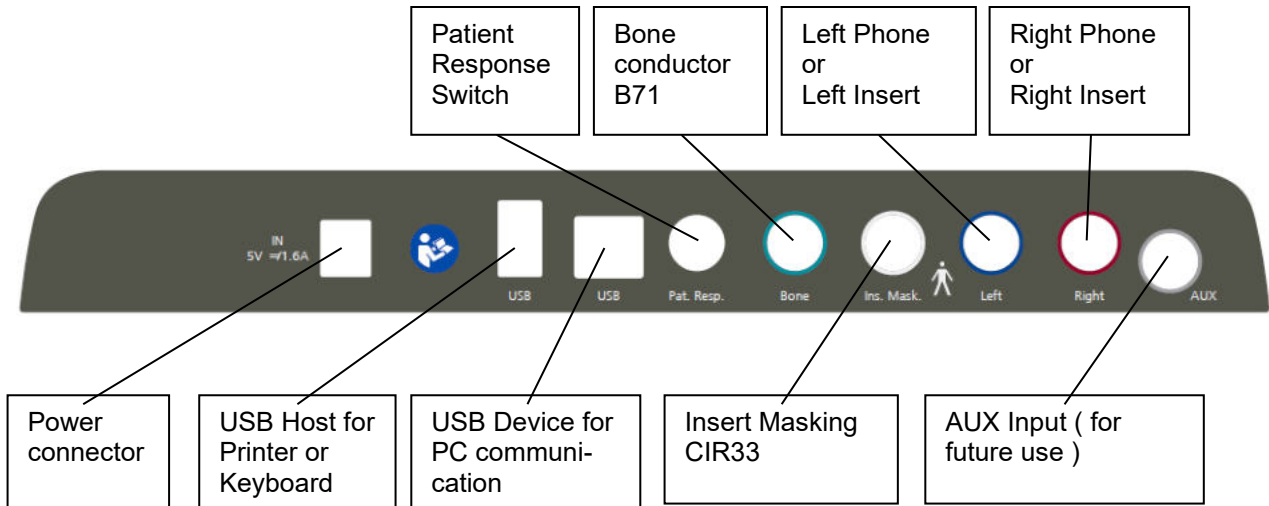 Patient
Response
Switch
Bone
conductor
B71
Left Phone
or
Left Insert
Right Phone
or
Right Insert
IN
5V ⎓/1.6A
USB
USB
Pat. Resp.
Bone
Ins. Mask.
Left
Right
AUX
Power
connector
USB Host for
Printer or
Keyboard
USB Device for
PC communi-
cation
Insert Masking
CIR33
AUX Input ( for
future use )